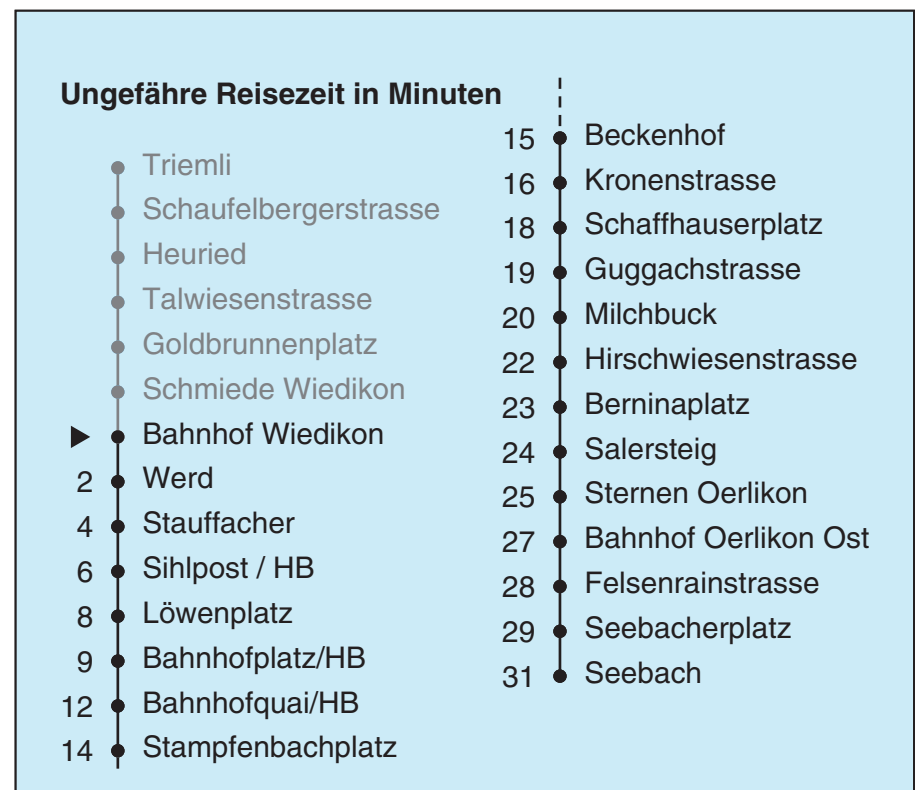 Ungefähre Reisezeit in Minuten
Triemli
Schaufelbergerstrasse
Heuried
Talwiesenstrasse
Goldbrunnenplatz
Schmiede Wiedikon
Bahnhof Wiedikon
2 Werd
4 Stauffacher
6 Sihlpost / HB
8 Löwenplatz
9 Bahnhofplatz/HB
12 Bahnhofquai/HB
14 Stampfenbachplatz
15 Beckenhof
16 Kronenstrasse
18 Schaffhauserplatz
19 Guggachstrasse
20 Milchbuck
22 Hirschwiesenstrasse
23 Berninaplatz
24 Salersteig
25 Sternen Oerlikon
27 Bahnhof Oerlikon Ost
28 Felsenrainstrasse
29 Seebacherplatz
31 Seebach